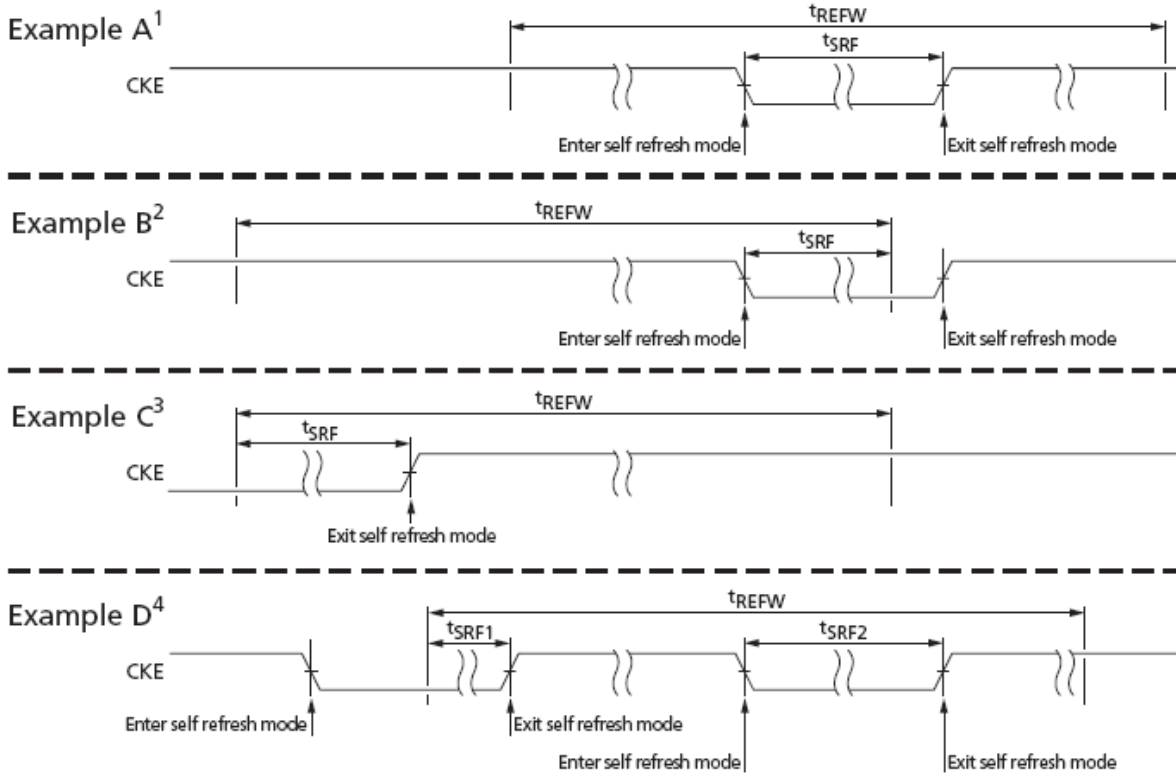 Example A¹
tREFW
tSRF
CKE
Enter self refresh mode
Exit self refresh mode
Example B²
tREFW
tSRF
CKE
Enter self refresh mode
Exit self refresh mode
Example C³
tREFW
tSRF
CKE
Exit self refresh mode
Example D⁴
tREFW
tSRF1
tSRF2
CKE
Enter self refresh mode
Exit self refresh mode
Enter self refresh mode
Exit self refresh mode